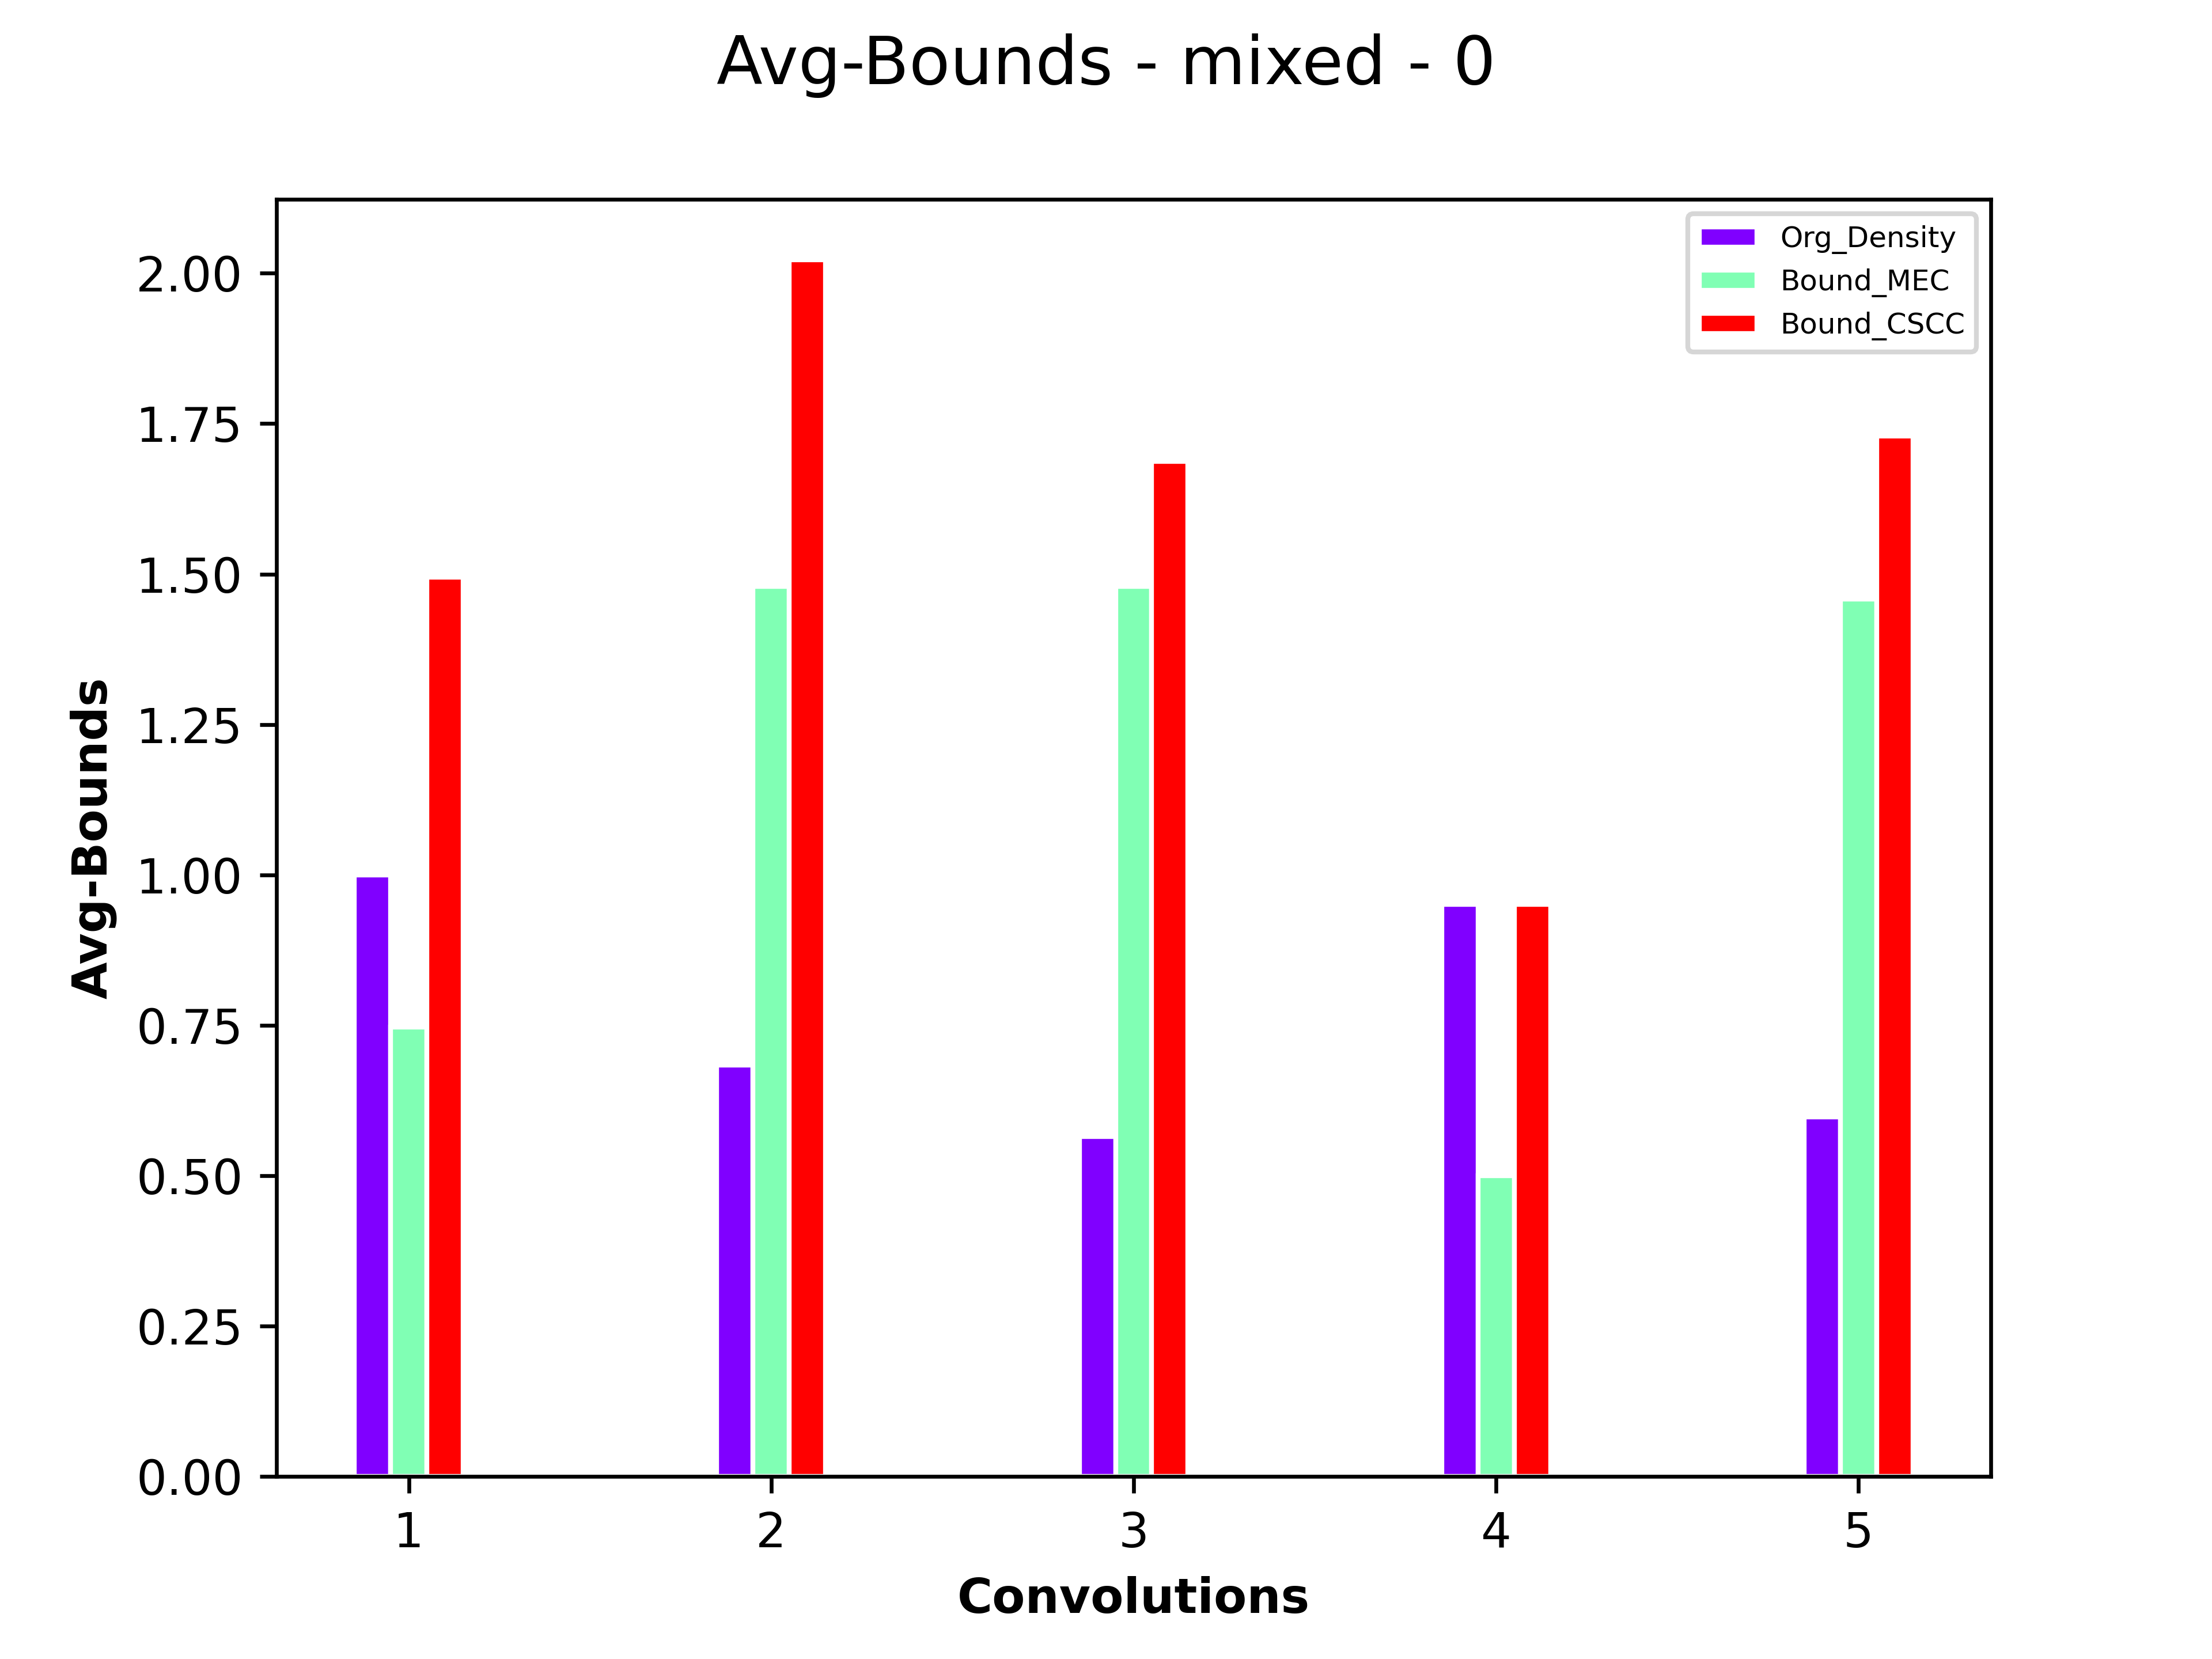 Avg-Bounds - mixed - 0
Org_Density
Bound_MEC
Bound_CSCC
2.00
1.75
1.50
1.25
1.00
0.75
0.50
0.25
0.00
Avg-Bounds
1 2 3 4 5
Convolutions